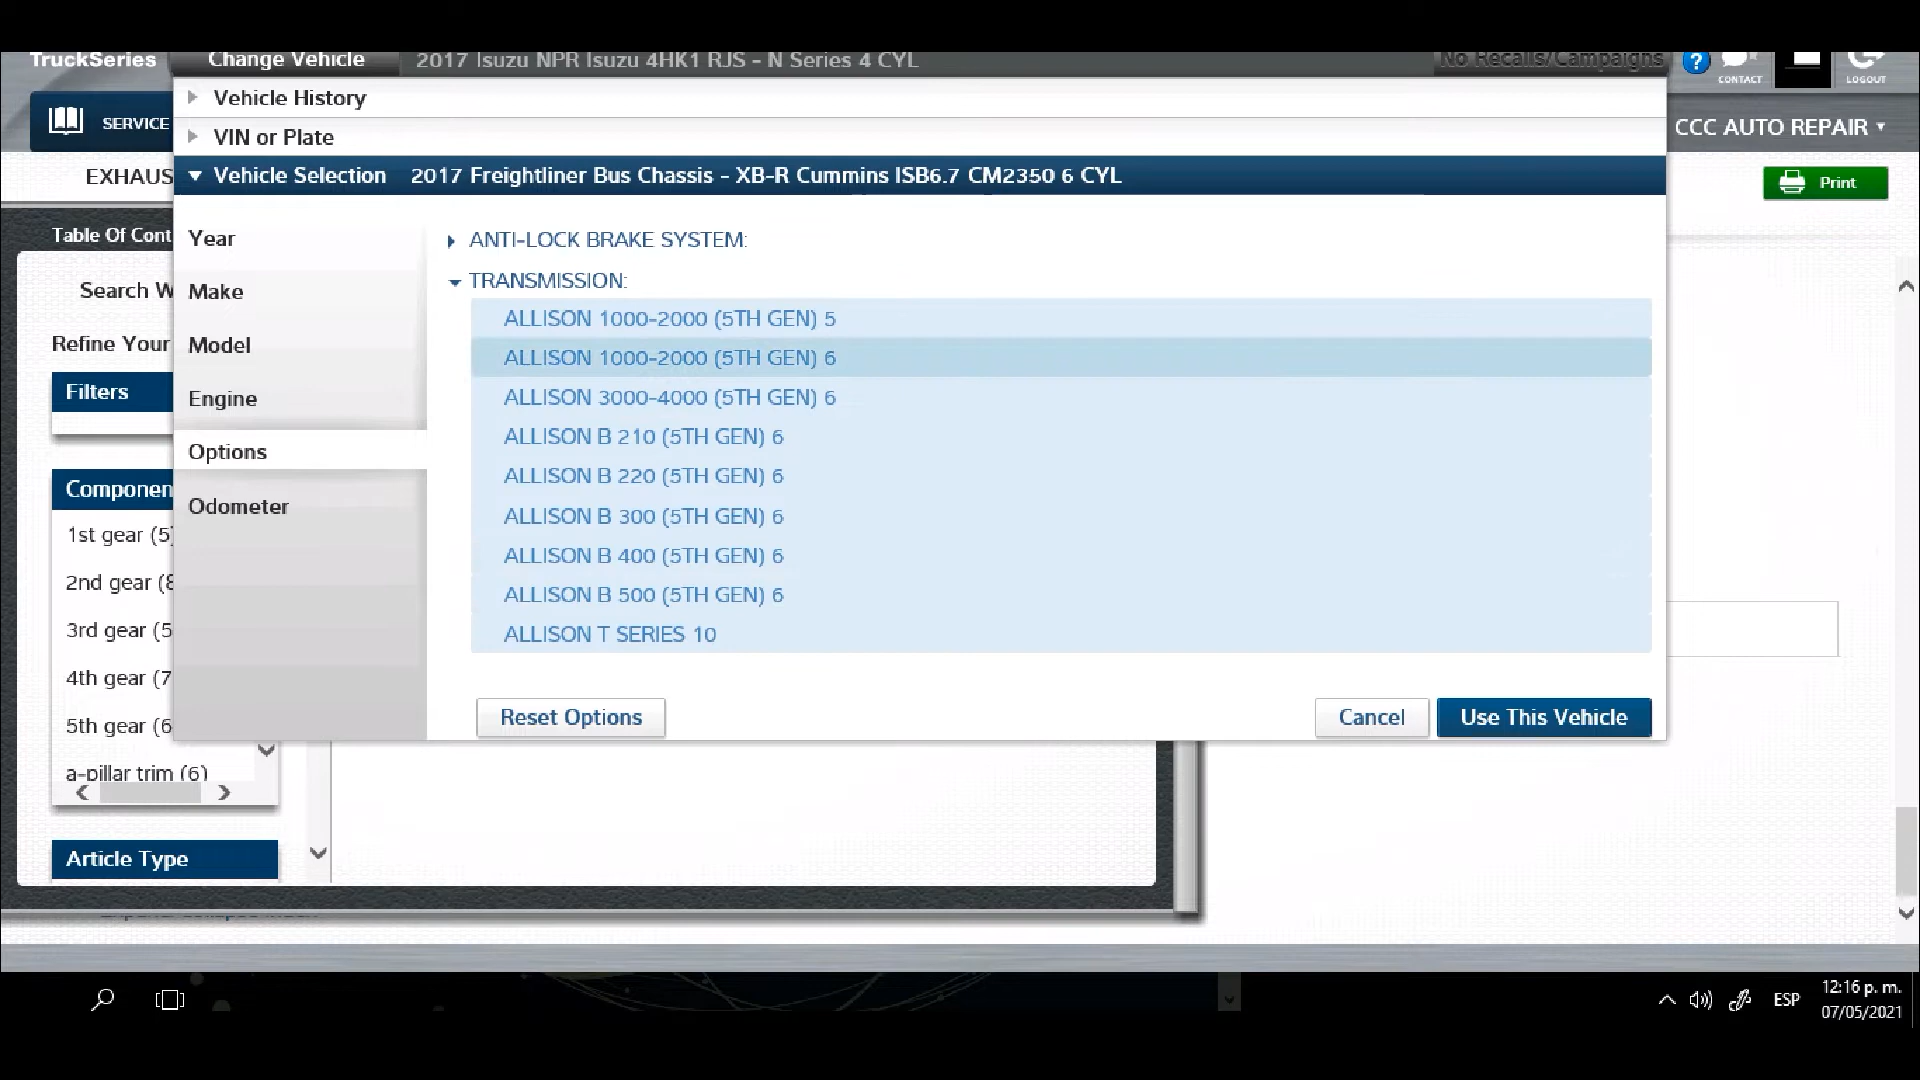 TruckSeries
Change Vehicle
2017 Isuzu NPR Isuzu 4HK1 RJS - N Series 4 CYL
No Recalls/Campaigns
?
CONTACT
LOGOUT
Vehicle History
SERVICE
VIN or Plate
CCC AUTO REPAIR
EXHAUS
Vehicle Selection 2017 Freightliner Bus Chassis - XB-R Cummins ISB6.7 CM2350 6 CYL
Print
Table Of Cont
Search W
Refine Your
Filters
Componen
1st gear (5)
2nd gear (8
3rd gear (5
4th gear (7
5th gear (6
a-pillar trim (6)
Article Type
Year
Make
Model
Engine
Options
Odometer
ANTI-LOCK BRAKE SYSTEM:
TRANSMISSION:
ALLISON 1000-2000 (5TH GEN) 5
ALLISON 1000-2000 (5TH GEN) 6
ALLISON 3000-4000 (5TH GEN) 6
ALLISON B 210 (5TH GEN) 6
ALLISON B 220 (5TH GEN) 6
ALLISON B 300 (5TH GEN) 6
ALLISON B 400 (5TH GEN) 6
ALLISON B 500 (5TH GEN) 6
ALLISON T SERIES 10
Reset Options
Cancel
Use This Vehicle
ESP
12:16 p. m.
07/05/2021